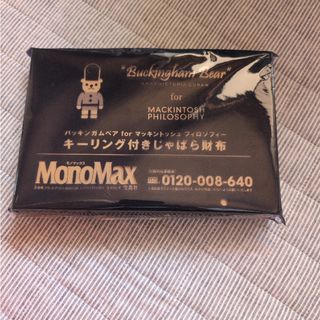 "Buckingham Bear"
for
MACKINTOSH
PHILOSOPHY
バッキンガムベア for マッキントッシュ フィロソフィー
キーリング付きじゃばら財布
モノマックス
MonoMax
0120-008-640